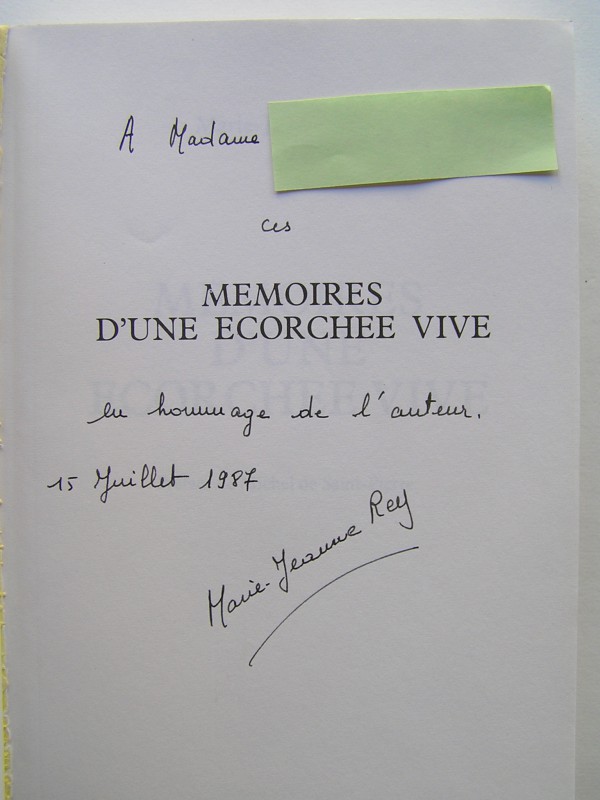 A Madame
ces
MEMOIRES
D'UNE ECORCHEE VIVE
en hommage de l'auteur.
15 Juillet 1987
Marie-Jeanne Rey